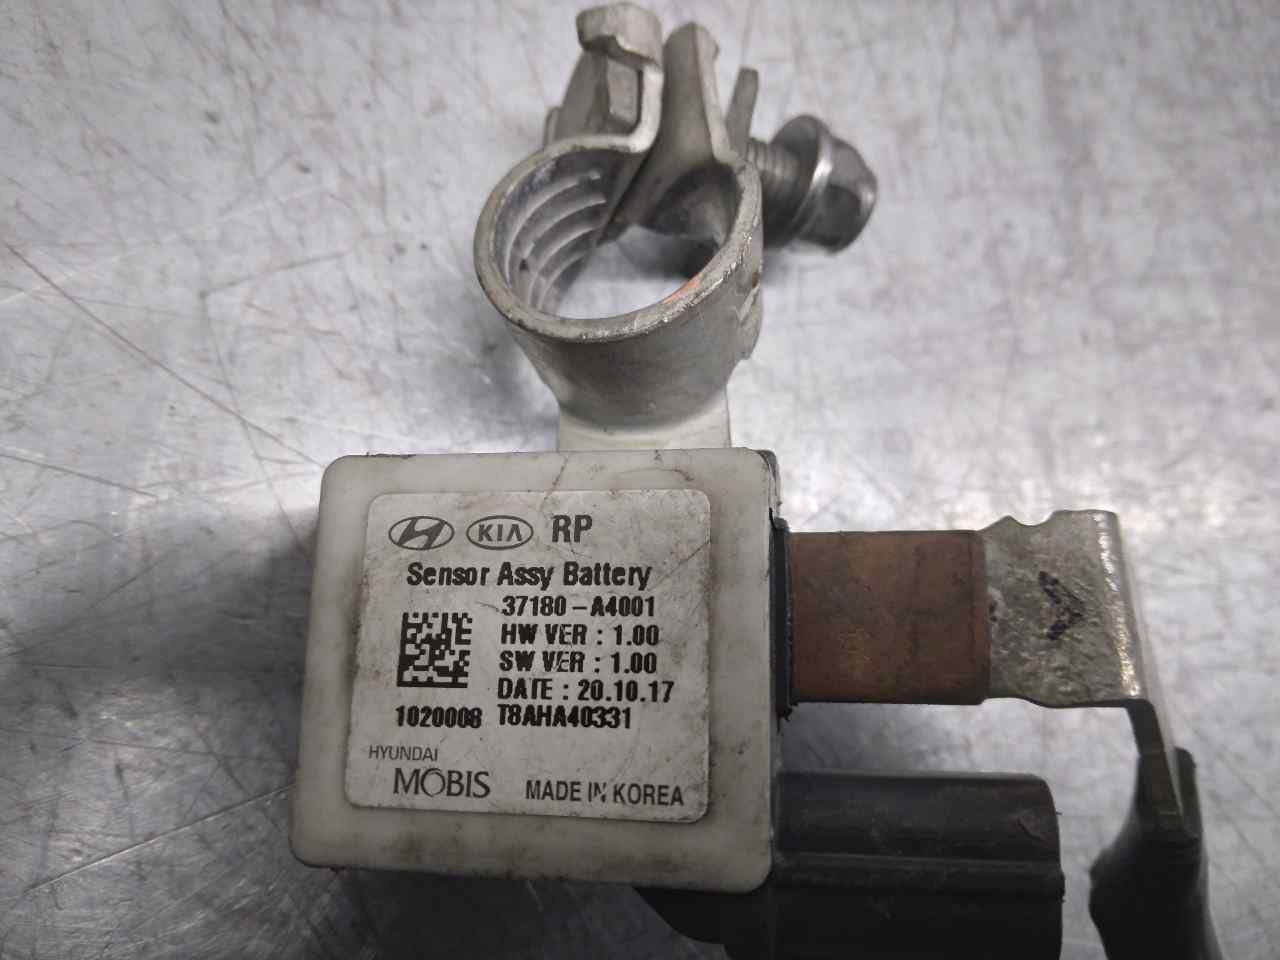 KIA RP
Sensor Assy Battery
37180-A4001
HW VER : 1.00
SW VER : 1.00
DATE : 20.10.17
1020008 T8AHA40331
HYUNDAI
MOBIS MADE IN KOREA